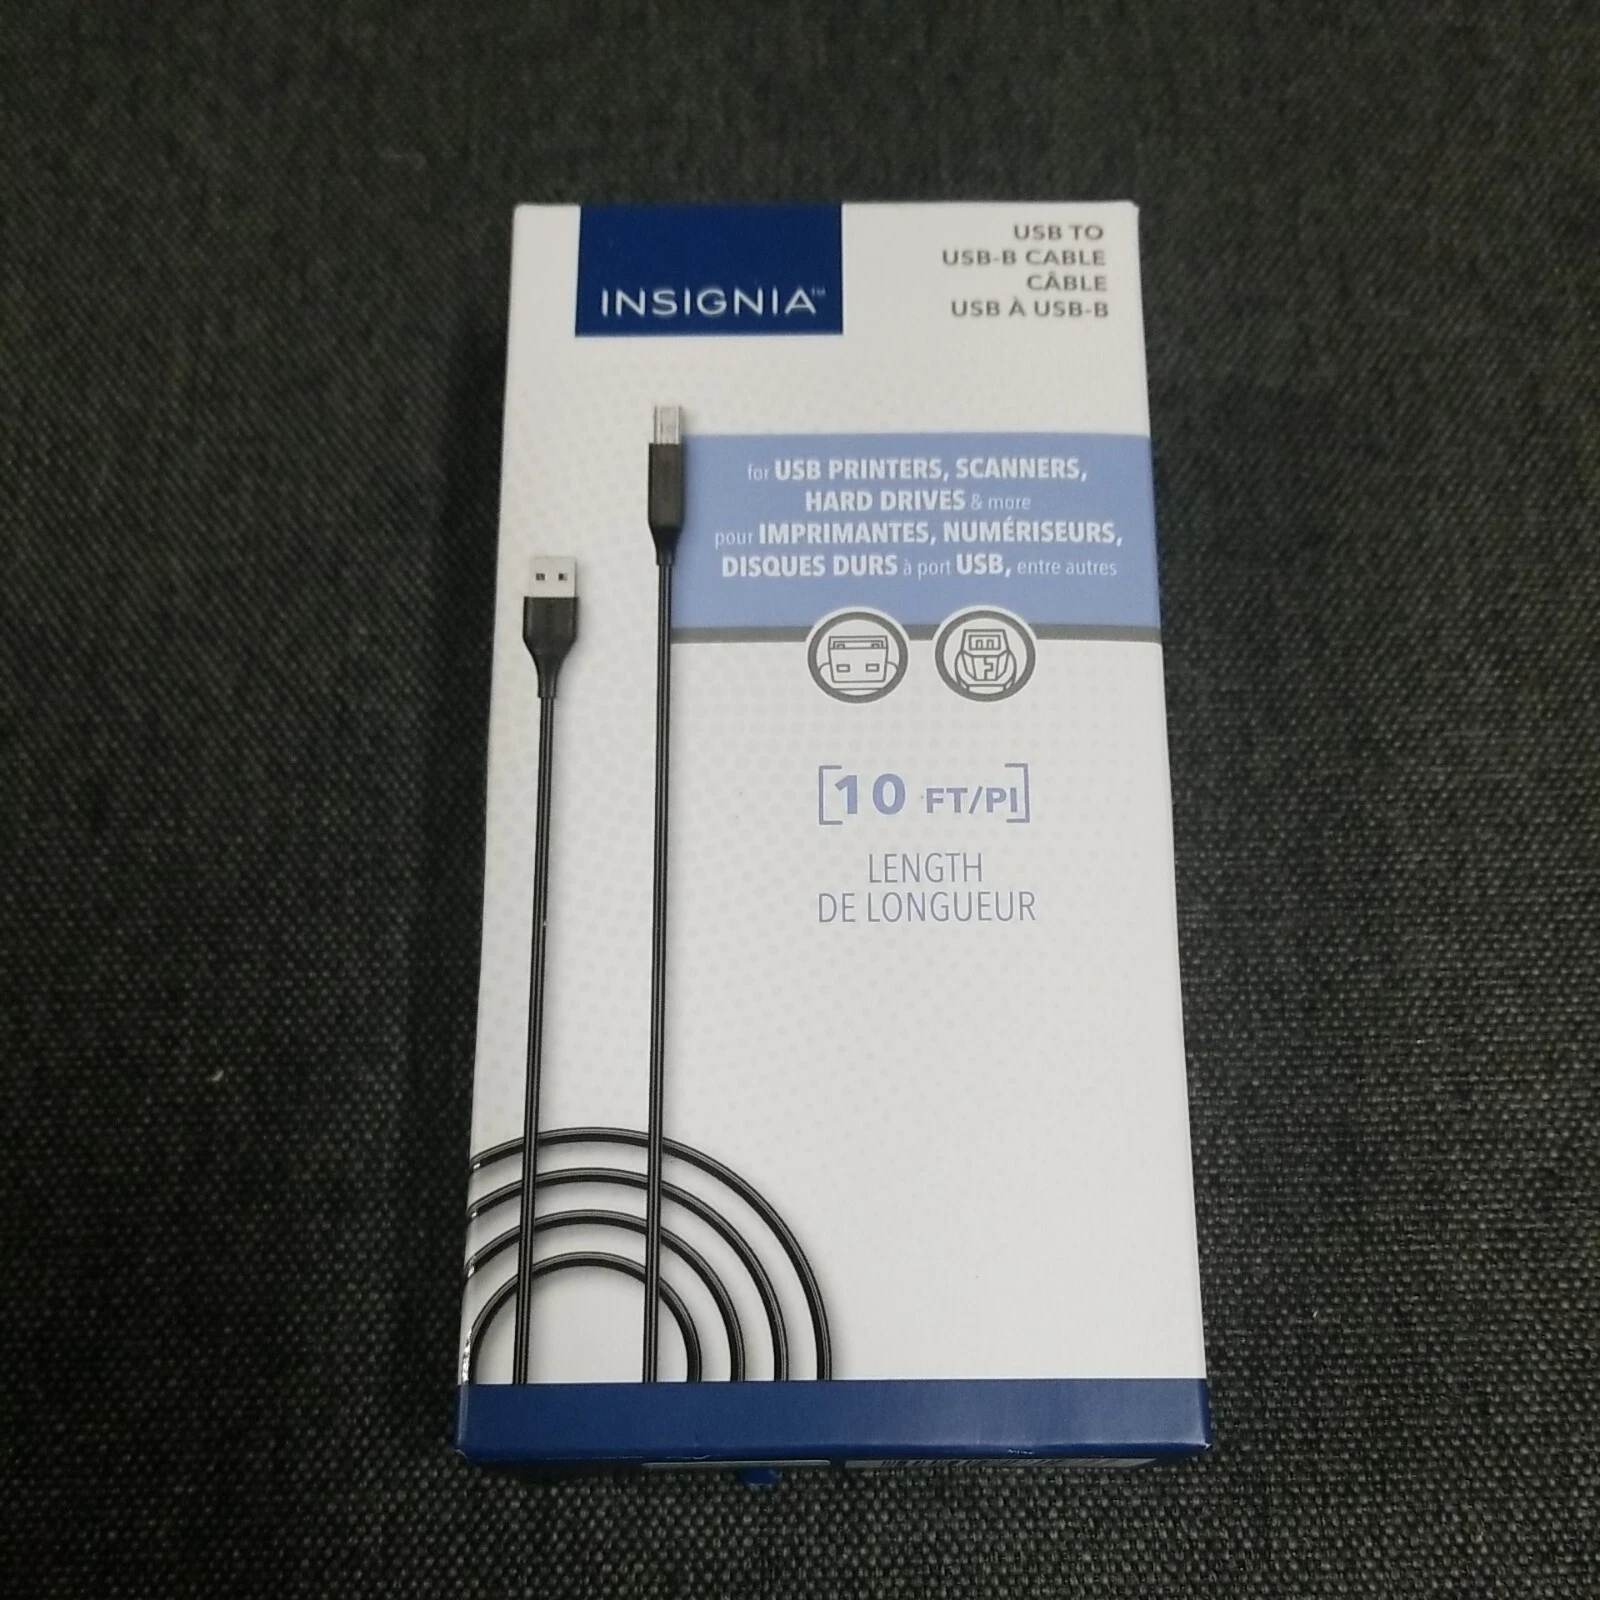 INSIGNIA™
USB TO
USB-B CABLE
CÂBLE
USB À USB-B
for USB PRINTERS, SCANNERS,
HARD DRIVES & more
pour IMPRIMANTES, NUMÉRISEURS,
DISQUES DURS à port USB, entre autres
[10 FT/PI]
LENGTH
DE LONGUEUR